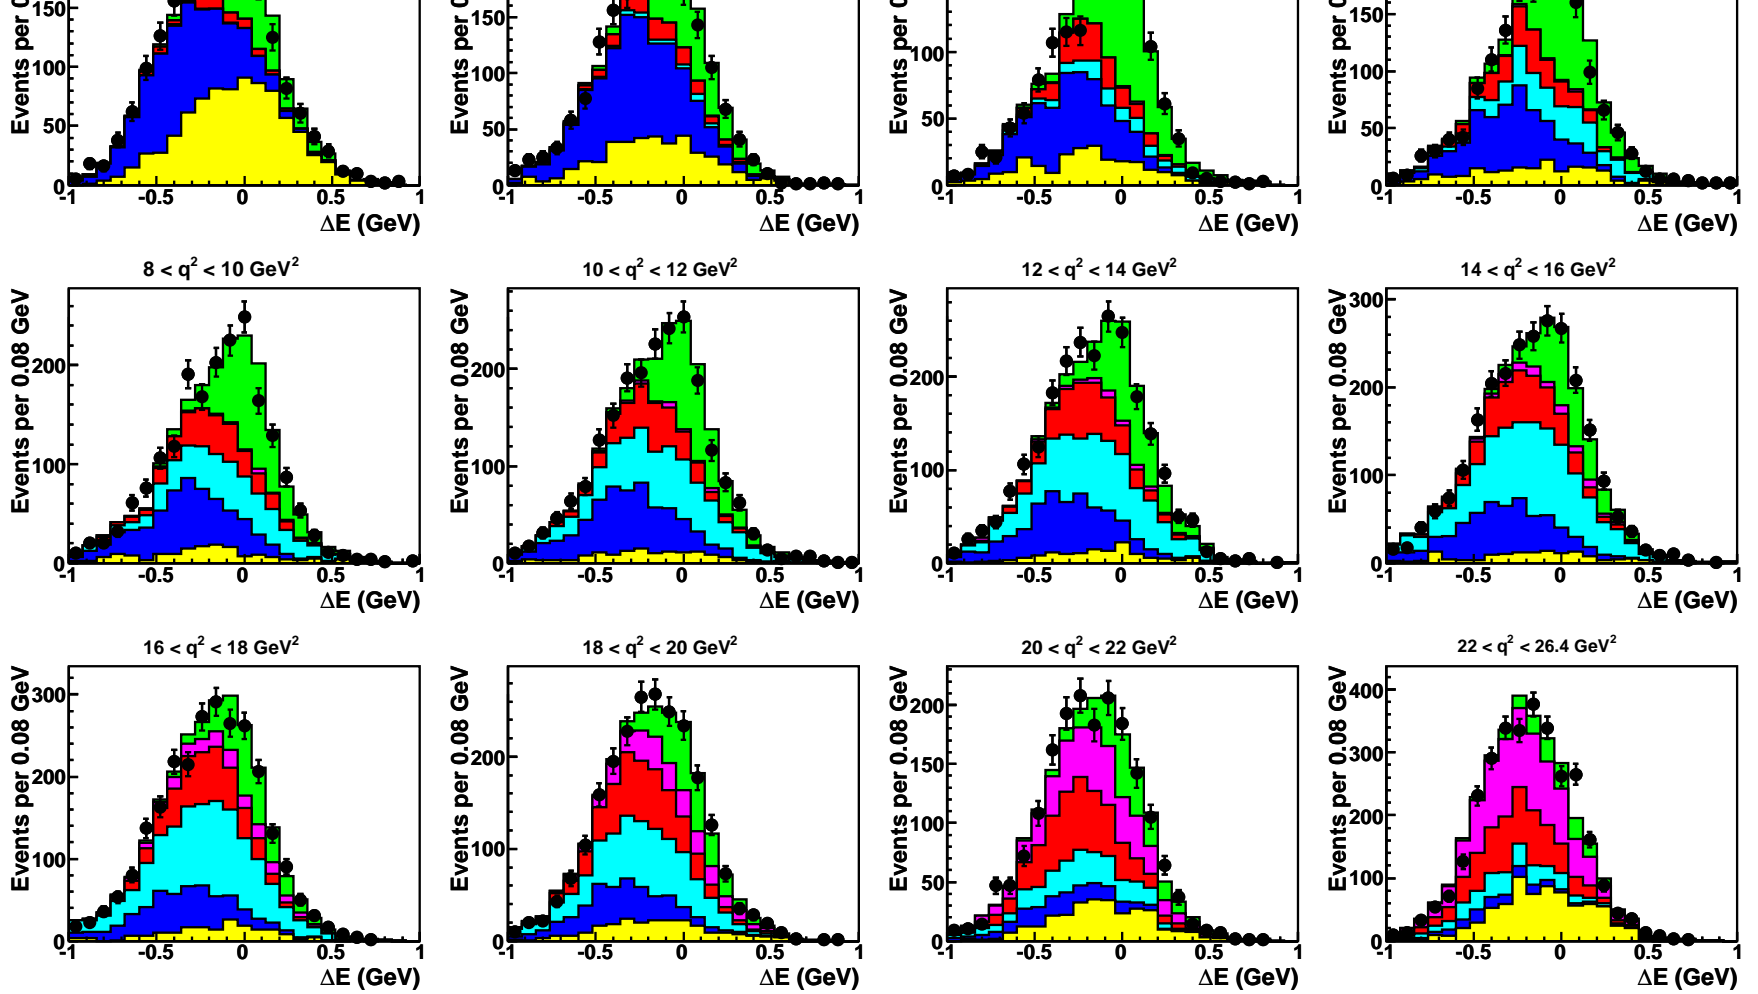 Events per 0 Events per 0 Events per 0 Events per 0
150 150 100 150
100 100 50 100
50 50 0 50
0 0 0
-1 -0.5 0 0.5 1 -1 -0.5 0 0.5 1 -1 -0.5 0 0.5 1 -1 -0.5 0 0.5 1
ΔE (GeV) ΔE (GeV) ΔE (GeV) ΔE (GeV)
8 < q² < 10 GeV² 10 < q² < 12 GeV² 12 < q² < 14 GeV² 14 < q² < 16 GeV²
Events per 0.08 GeV Events per 0.08 GeV Events per 0.08 GeV Events per 0.08 GeV
300
200 200 200 200
100 100 100 100
0 0 0 0
-1 -0.5 0 0.5 1 -1 -0.5 0 0.5 1 -1 -0.5 0 0.5 1 -1 -0.5 0 0.5 1
ΔE (GeV) ΔE (GeV) ΔE (GeV) ΔE (GeV)
16 < q² < 18 GeV² 18 < q² < 20 GeV² 20 < q² < 22 GeV² 22 < q² < 26.4 GeV²
Events per 0.08 GeV Events per 0.08 GeV Events per 0.08 GeV Events per 0.08 GeV
300 200 200 400
200 100 150 300
100 0 100 200
0 50 100
0 0
-1 -0.5 0 0.5 1 -1 -0.5 0 0.5 1 -1 -0.5 0 0.5 1 -1 -0.5 0 0.5 1
ΔE (GeV) ΔE (GeV) ΔE (GeV) ΔE (GeV)